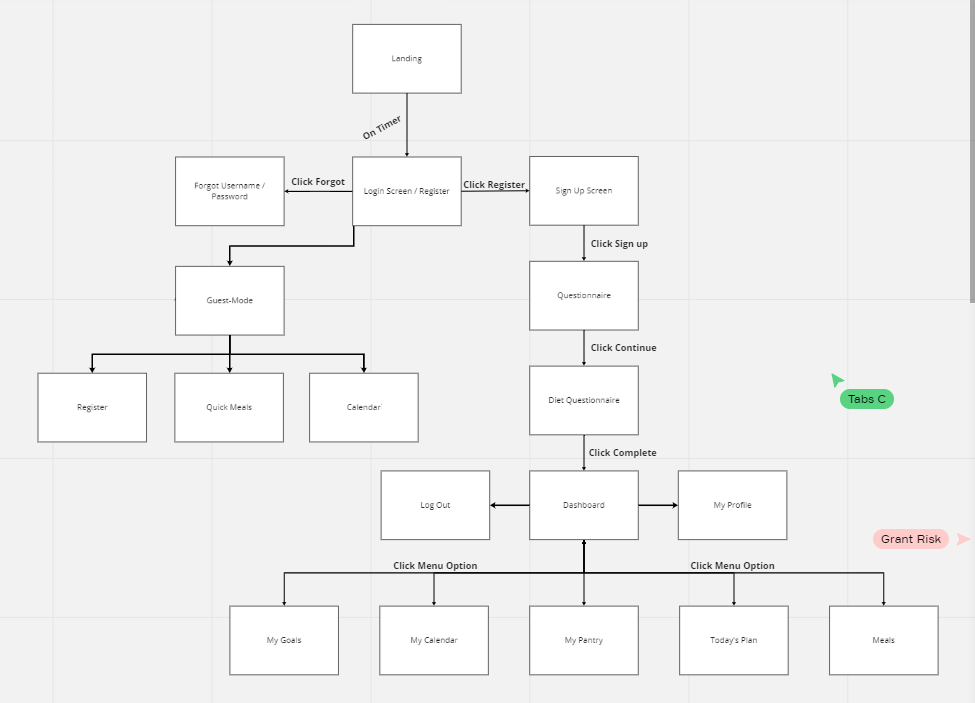 Landing
On Timer
Forgot Username /
Password
Click Forgot
Login Screen / Register
Click Register
Sign Up Screen
Click Sign up
Guest-Mode
Questionnaire
Click Continue
Register
Quick Meals
Calendar
Diet Questionnaire
Tabs C
Click Complete
Log Out
Dashboard
My Profile
Grant Risk
Click Menu Option
Click Menu Option
My Goals
My Calendar
My Pantry
Today's Plan
Meals